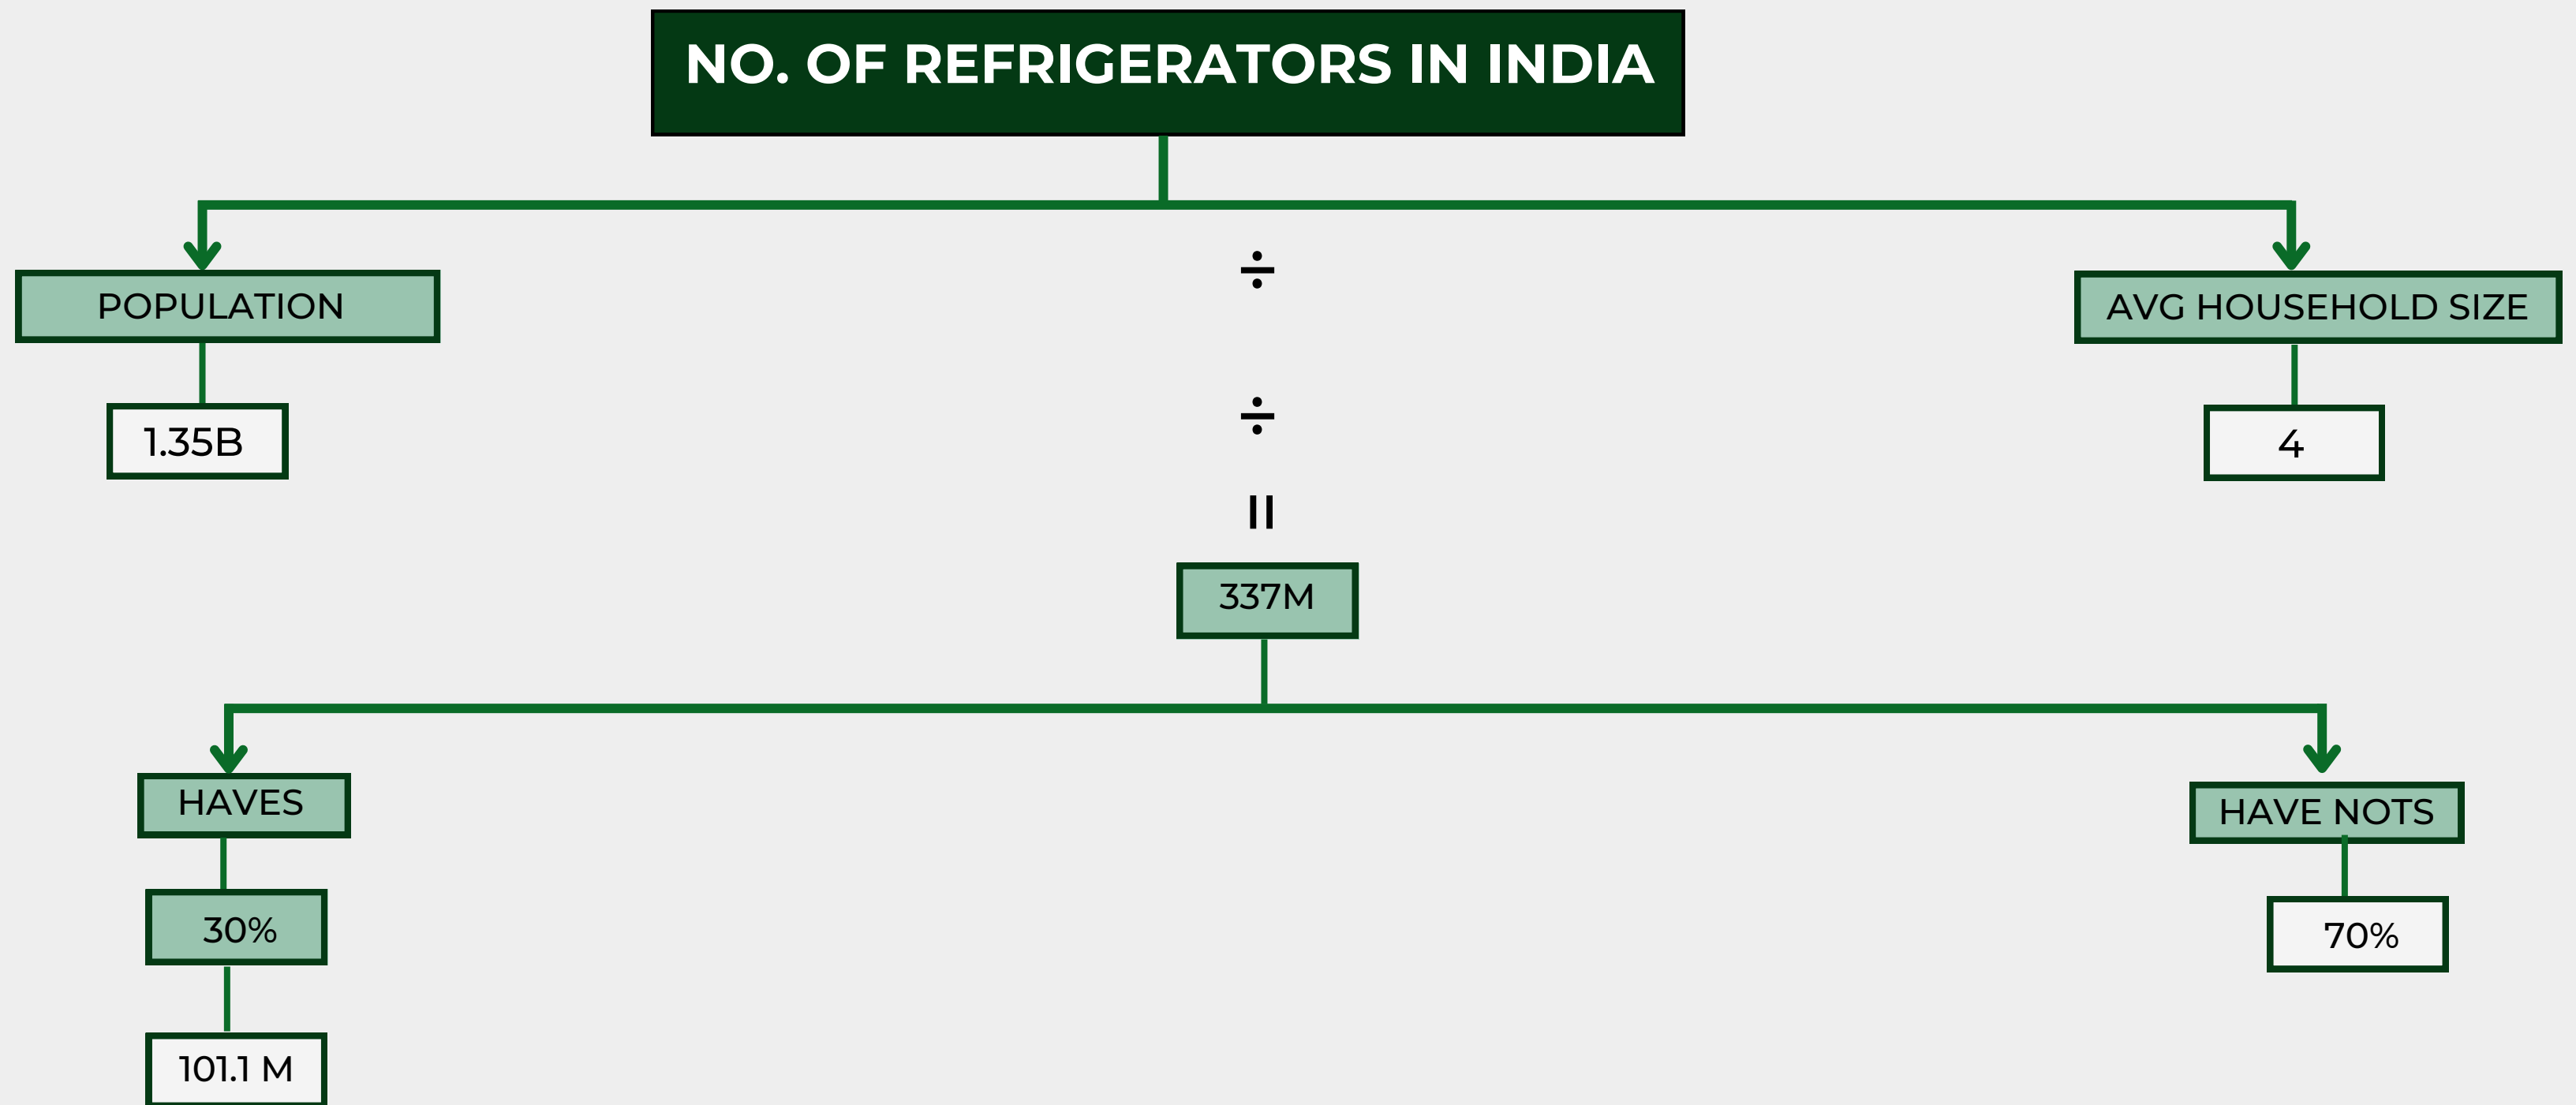 NO. OF REFRIGERATORS IN INDIA
÷
POPULATION
AVG HOUSEHOLD SIZE
1.35B
÷
4
=
337M
HAVES
HAVE NOTS
30%
70%
101.1 M